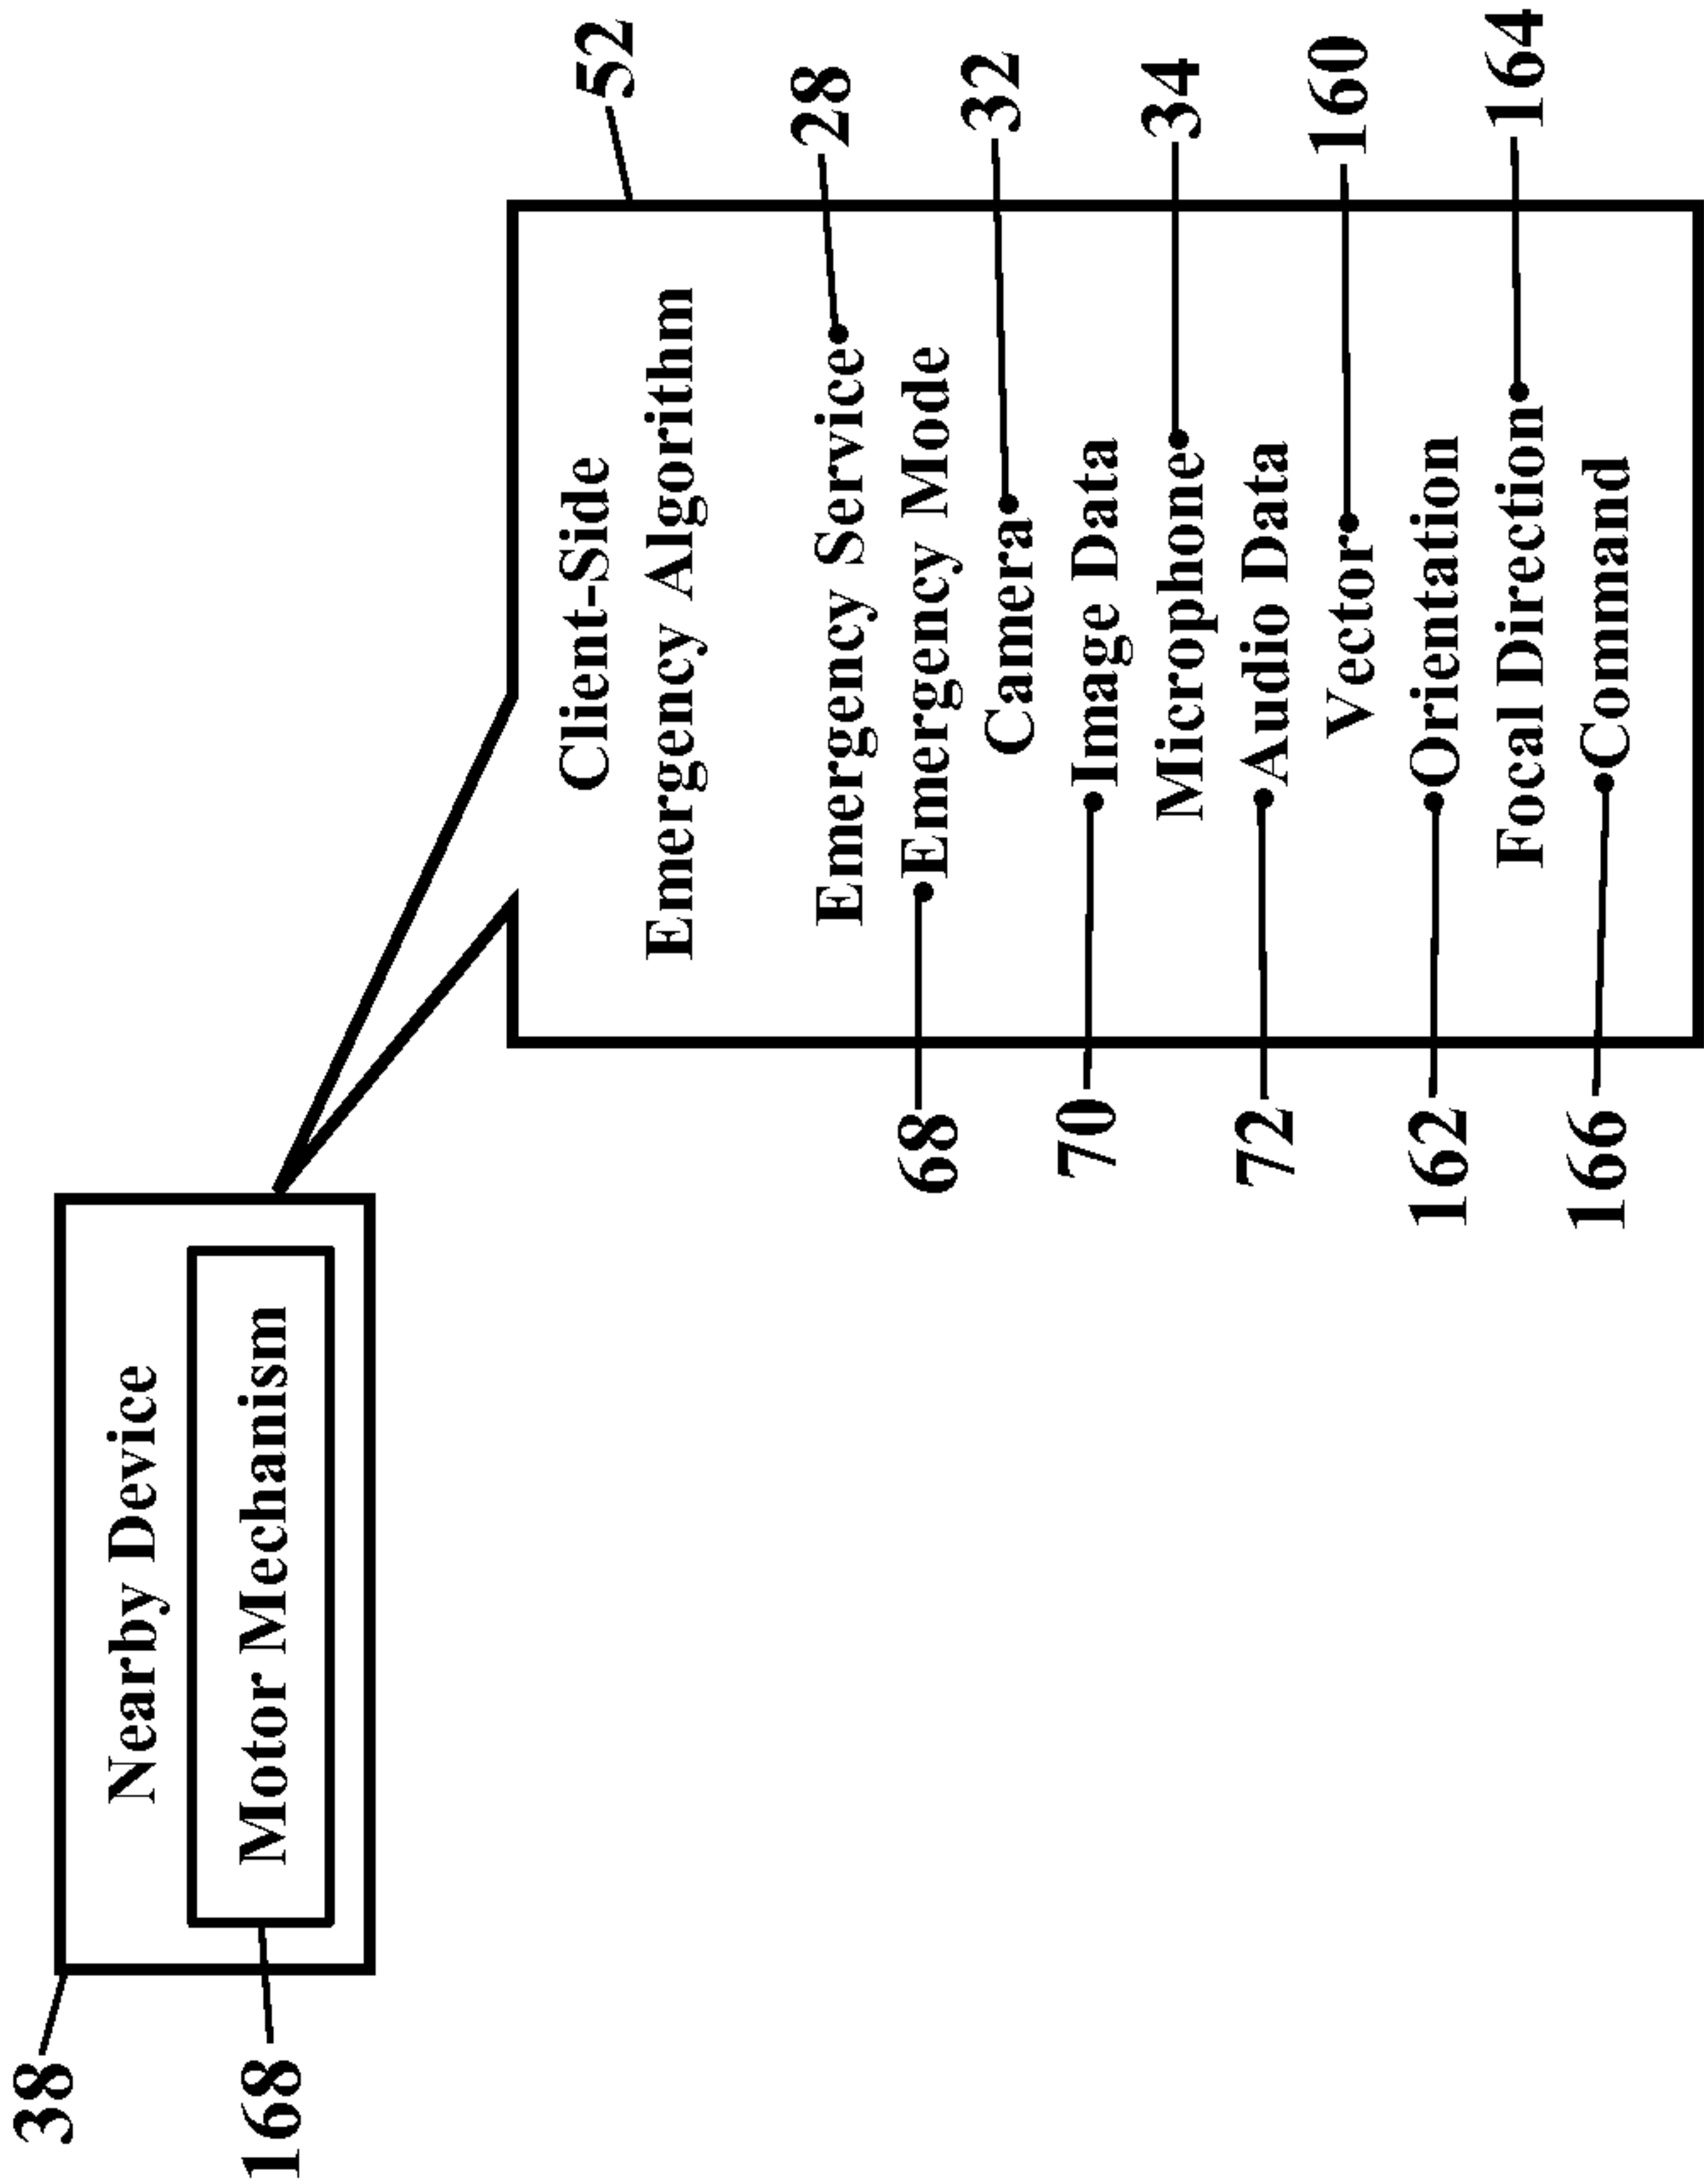 38
Nearby Device
168
Motor Mechanism
52
Client-Side
Emergency Algorithm
Emergency Service
28
68
Emergency Mode
Camera
32
70
Image Data
Microphone
34
72
Audio Data
Vector
160
162
Orientation
Focal Direction
164
166
Command